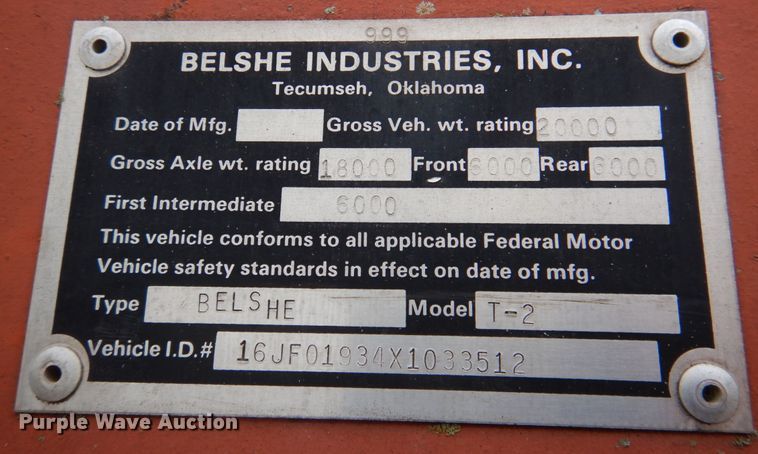 999
BELSHE INDUSTRIES, INC.
Tecumseh, Oklahoma
Date of Mfg. Gross Veh. wt. rating 20000
Gross Axle wt. rating 18000 Front 6000 Rear 6000
First Intermediate 6000
This vehicle conforms to all applicable Federal Motor
Vehicle safety standards in effect on date of mfg.
Type BELSHE Model T-2
Vehicle I.D.# 16JF01934X1033512
Purple Wave Auction